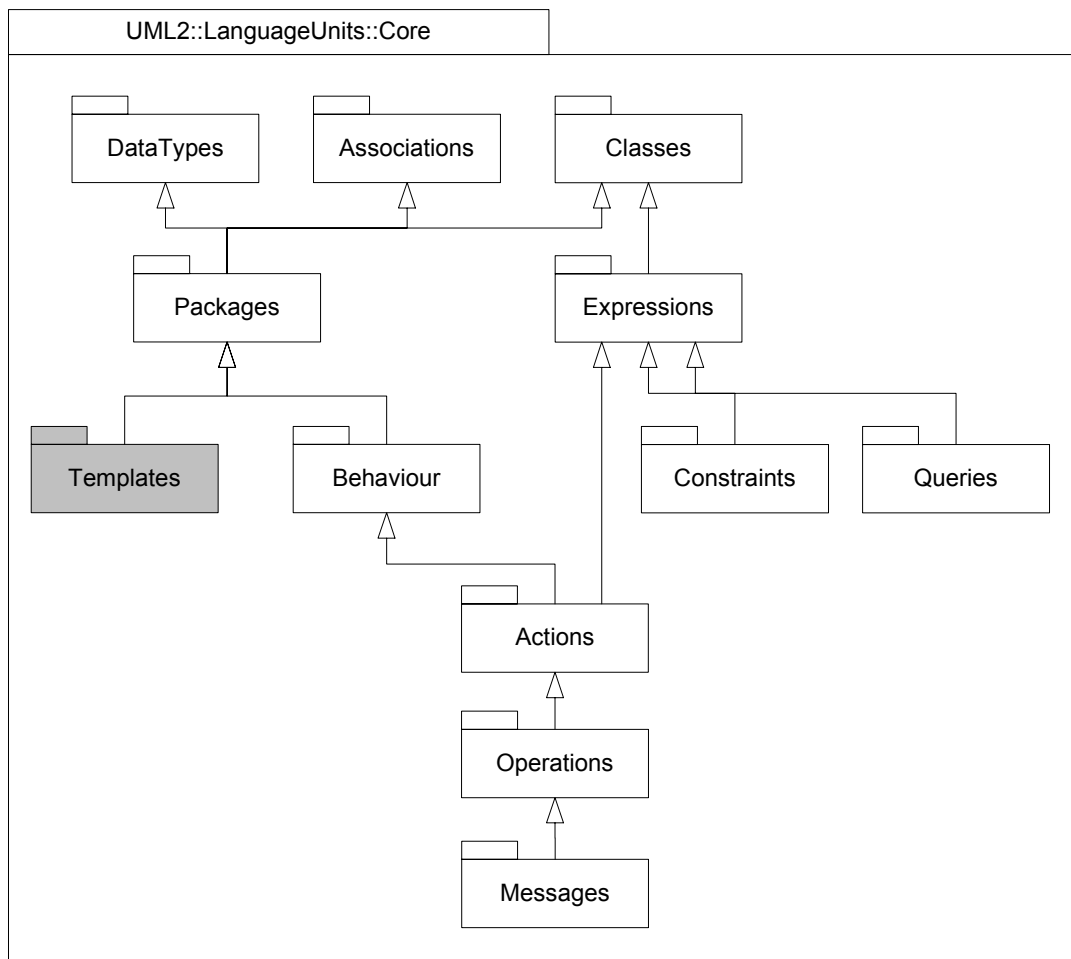 UML2::LanguageUnits::Core
DataTypes
Associations
Classes
Packages
Expressions
Templates
Behaviour
Constraints
Queries
Actions
Operations
Messages